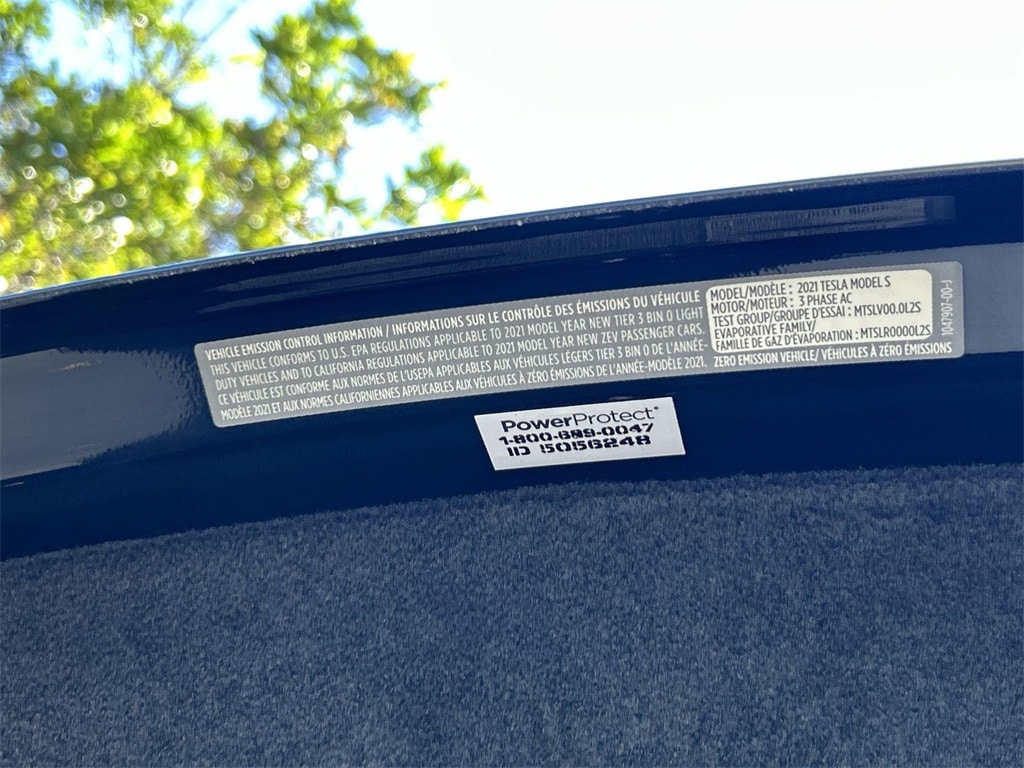 VEHICLE EMISSION CONTROL INFORMATION / INFORMATIONS SUR LE CONTRÔLE DES ÉMISSIONS DU VÉHICULE
THIS VEHICLE CONFORMS TO U.S. EPA REGULATIONS APPLICABLE TO 2021 MODEL YEAR NEW TIER 3 BIN 0 LIGHT
DUTY VEHICLES AND TO CALIFORNIA REGULATIONS APPLICABLE TO 2021 MODEL YEAR NEW ZEV PASSENGER CARS.
CE VÉHICULE EST CONFORME AUX NORMES DE L'USEPA APPLICABLES AUX VÉHICULES LÉGERS TIER 3 BIN 0 DE L'ANNÉE-
MODÈLE 2021 ET AUX NORMES CALIFORNIENNES APPLICABLES AUX VÉHICULES À ZÉRO ÉMISSIONS DE L'ANNÉE-MODÈLE 2021.
MODEL/MODÈLE : 2021 TESLA MODEL S
MOTOR/MOTEUR : 3 PHASE AC
TEST GROUP/GROUPE D'ESSAI : MTSLV00.0L2S
EVAPORATIVE FAMILY/
FAMILLE DE GAZ D'ÉVAPORATION : MTSLR0000L2S
ZERO EMISSION VEHICLE/ VÉHICULES À ZÉRO ÉMISSIONS
PowerProtect
1-800-689-0047
ID 5056248